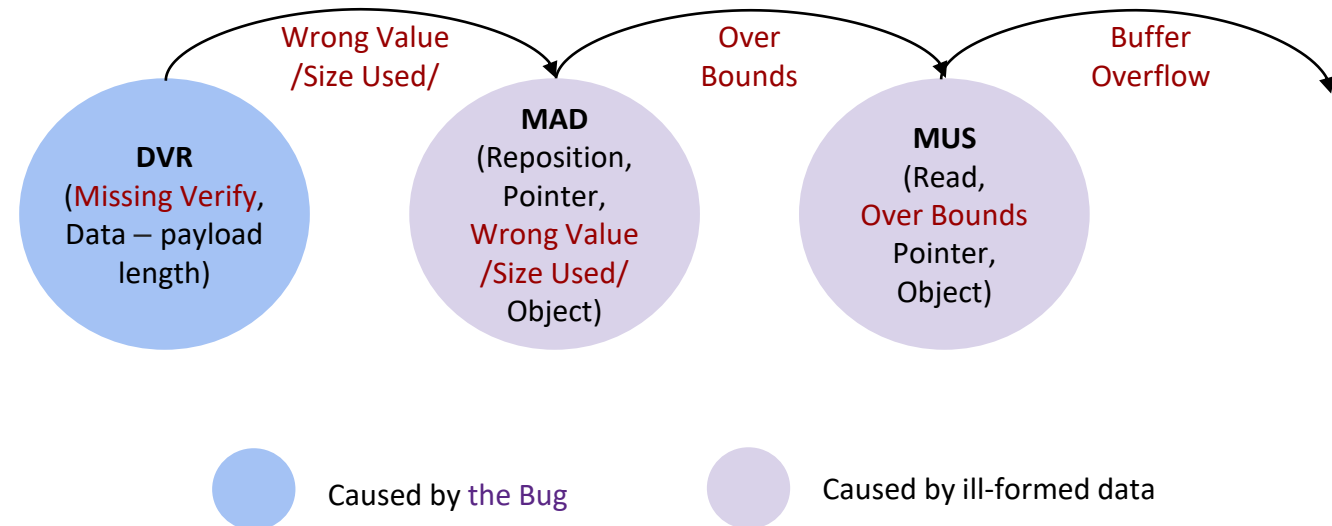 Wrong Value
/Size Used/
Over
Bounds
Buffer
Overflow
DVR
(Missing Verify,
Data – payload
length)
MAD
(Reposition,
Pointer,
Wrong Value
/Size Used/
Object)
MUS
(Read,
Over Bounds
Pointer,
Object)
Caused by the Bug
Caused by ill-formed data